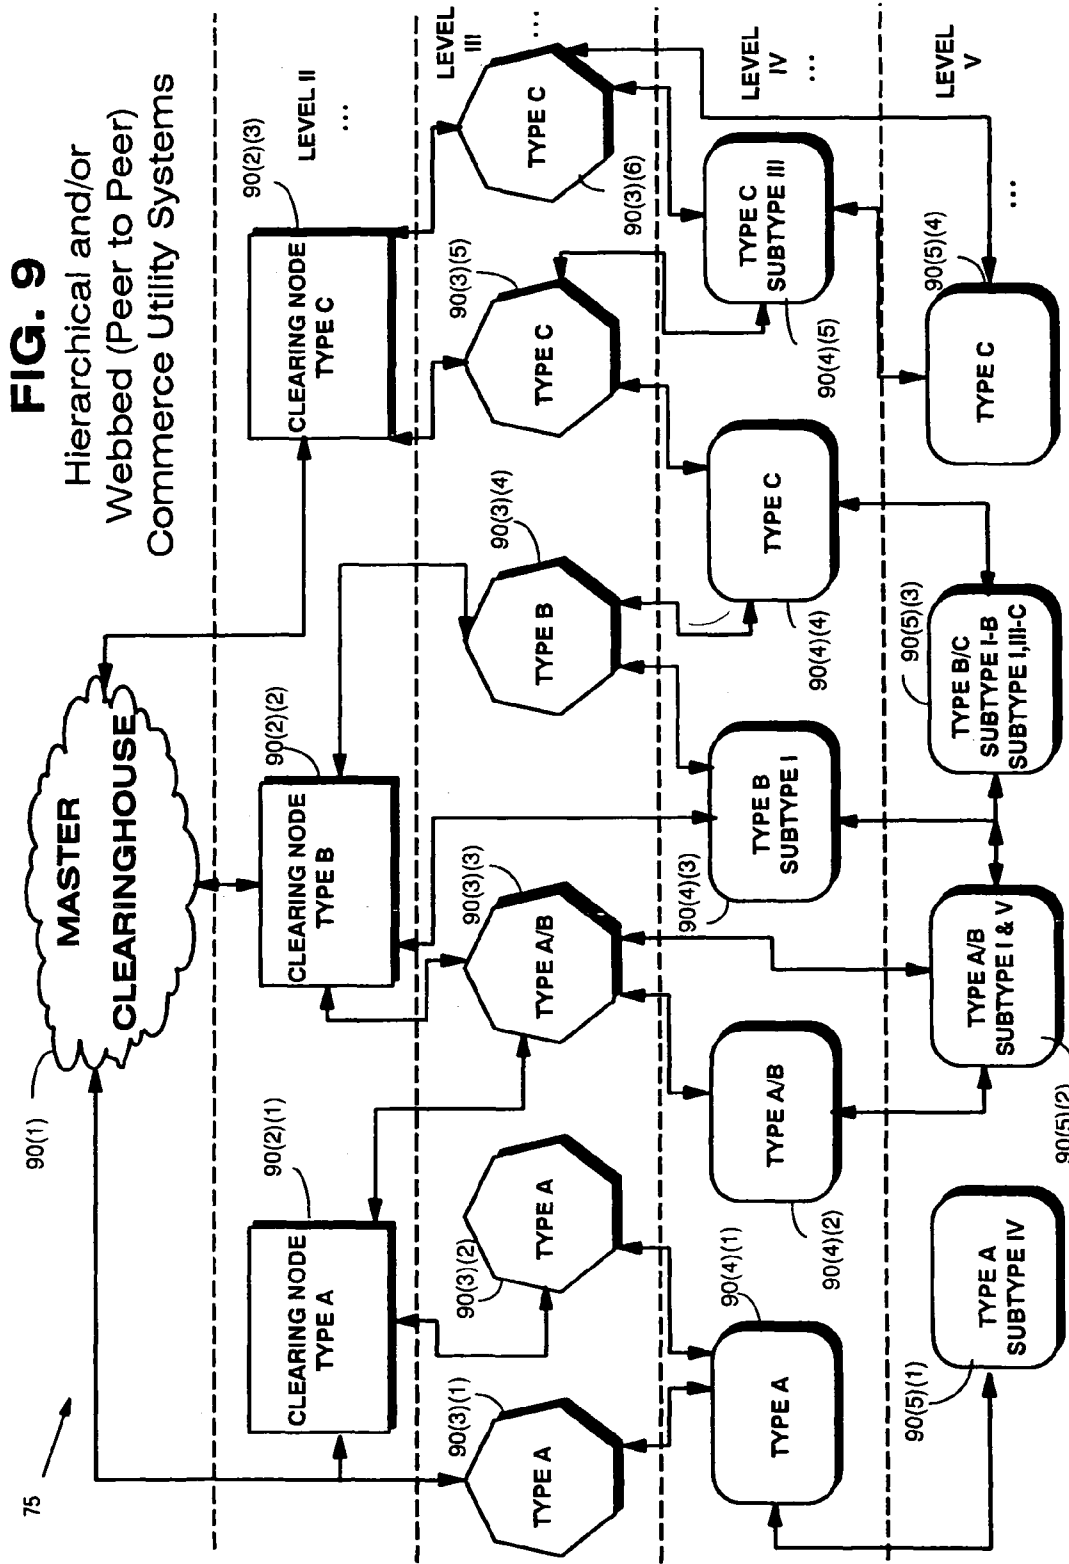 FIG. 9
Hierarchical and/or
Webbed (Peer to Peer)
Commerce Utility Systems
75
90(1)
MASTER
CLEARINGHOUSE
LEVEL II
...
90(2)(1)
CLEARING NODE
TYPE A
90(2)(2)
CLEARING NODE
TYPE B
90(2)(3)
CLEARING NODE
TYPE C
LEVEL
III
...
90(3)(1)
TYPE A
90(3)(2)
TYPE A
90(3)(3)
TYPE A/B
90(3)(4)
TYPE B
90(3)(5)
TYPE C
90(3)(6)
TYPE C
LEVEL
IV
...
90(4)(1)
TYPE A
90(4)(2)
TYPE A/B
90(4)(3)
TYPE B
SUBTYPE I
90(4)(4)
TYPE C
90(4)(5)
TYPE C
SUBTYPE III
LEVEL
V
...
90(5)(1)
TYPE A
SUBTYPE IV
90(5)(2)
TYPE A/B
SUBTYPE I & V
90(5)(3)
TYPE B/C
SUBTYPE I-B
SUBTYPE I,III-C
90(5)(4)
TYPE C